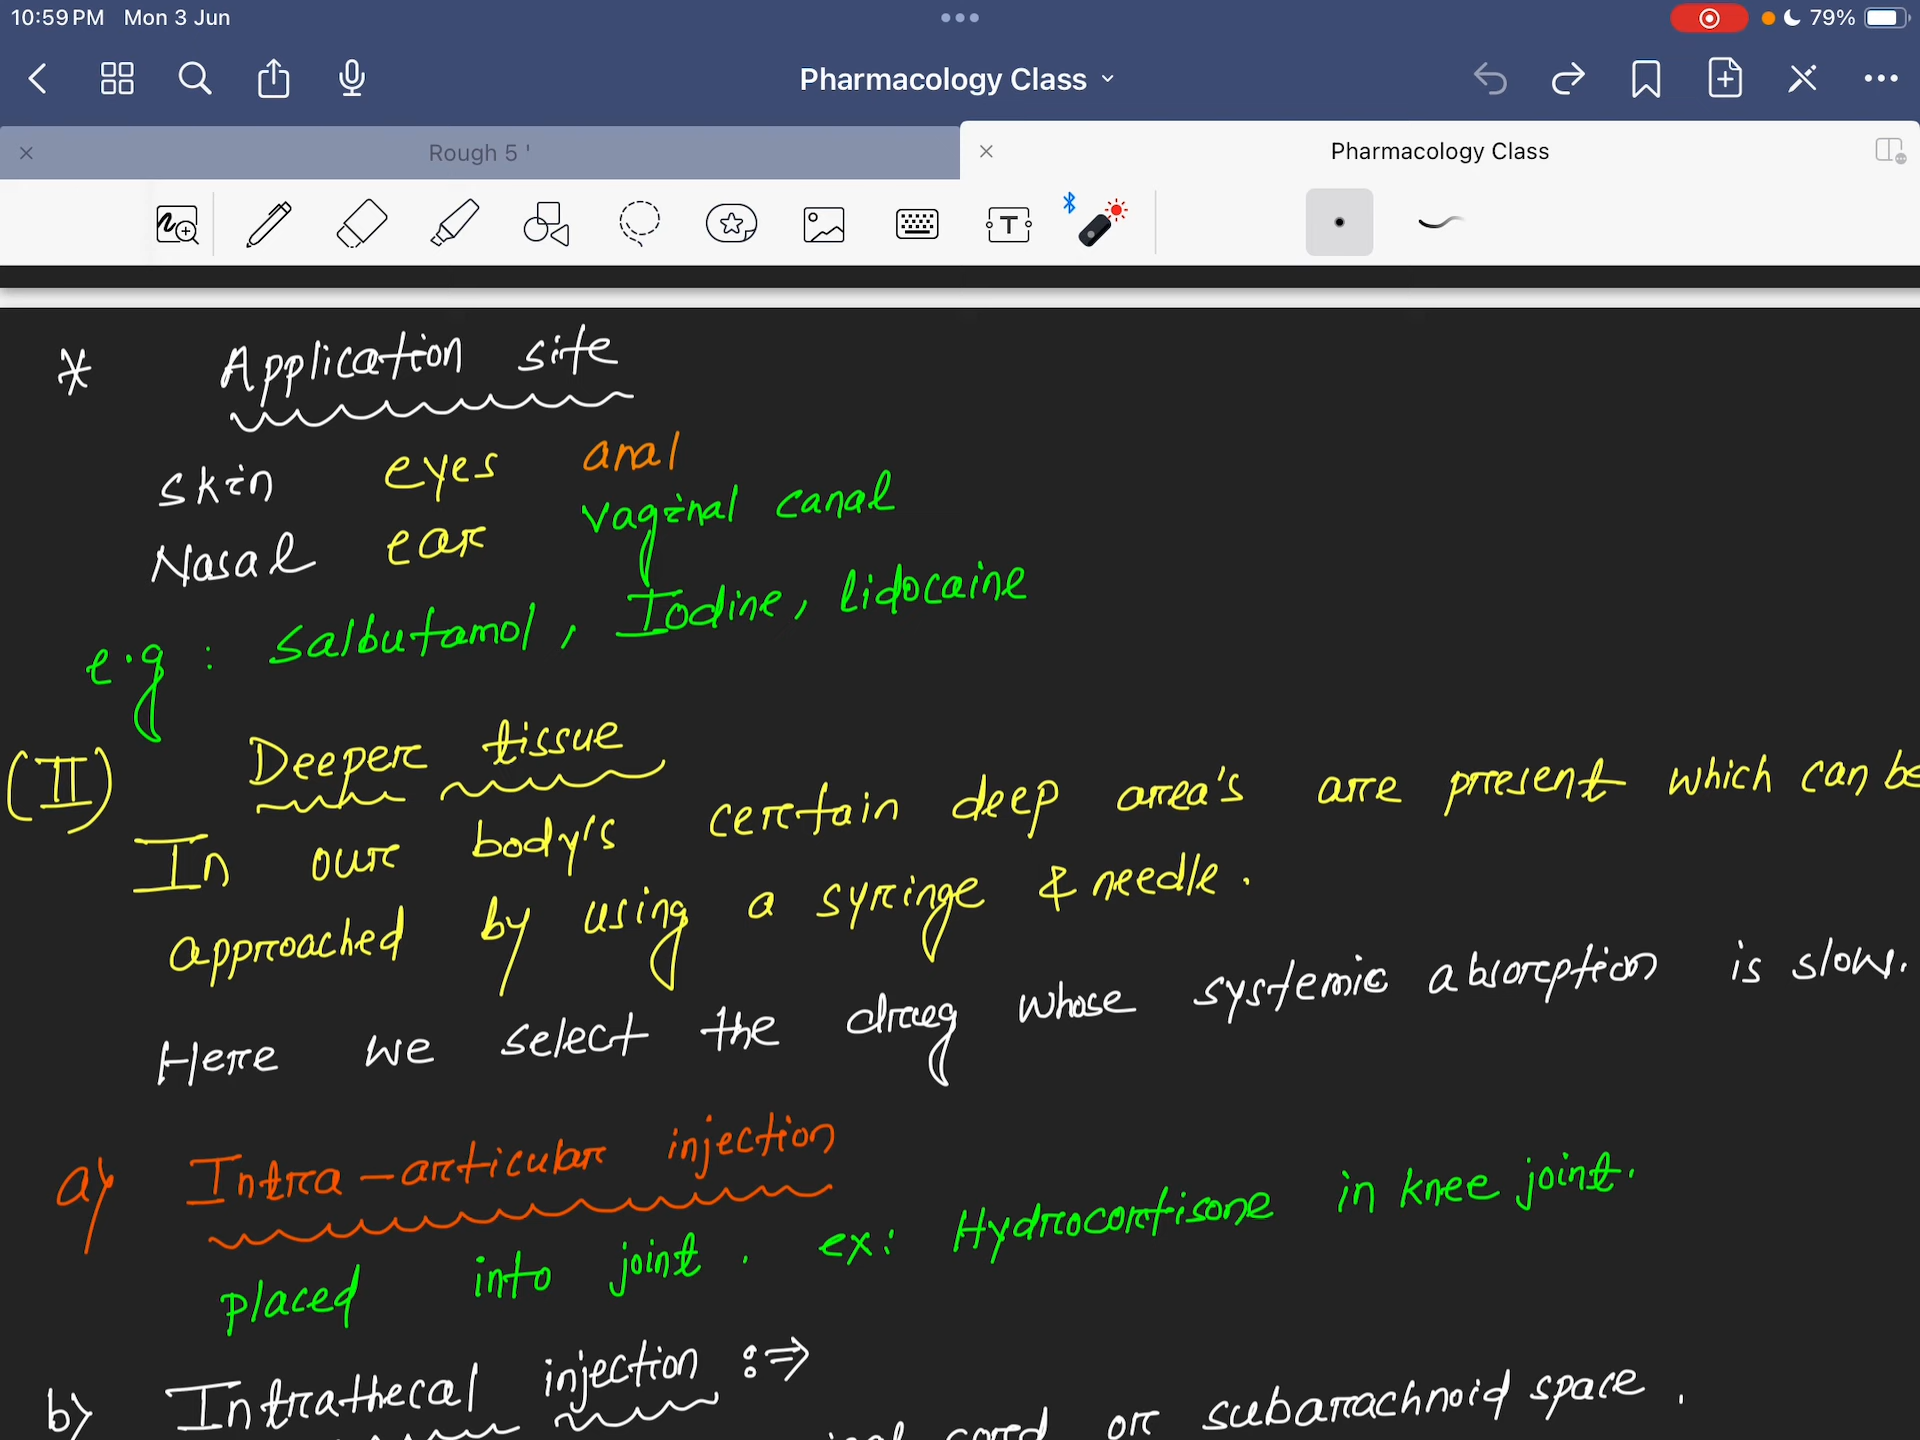 10:59 PM Mon 3 Jun
79%
Pharmacology Class
Rough 5 '
Pharmacology Class
T
* Application site
skin eyes anal
Nasal ear vaginal canal
e.g : salbutamol, Iodine, lidocaine
(II) Deeper tissue
In our body's certain deep area's are present which can be
approached by using a syringe & needle.
Here we select the drug whose systemic absorption is slow.
a) Intra-articular injection
placed into joint. ex: Hydrocortisone in knee joint.
b) Intrathecal injection :⇒
cord or subarachnoid space.